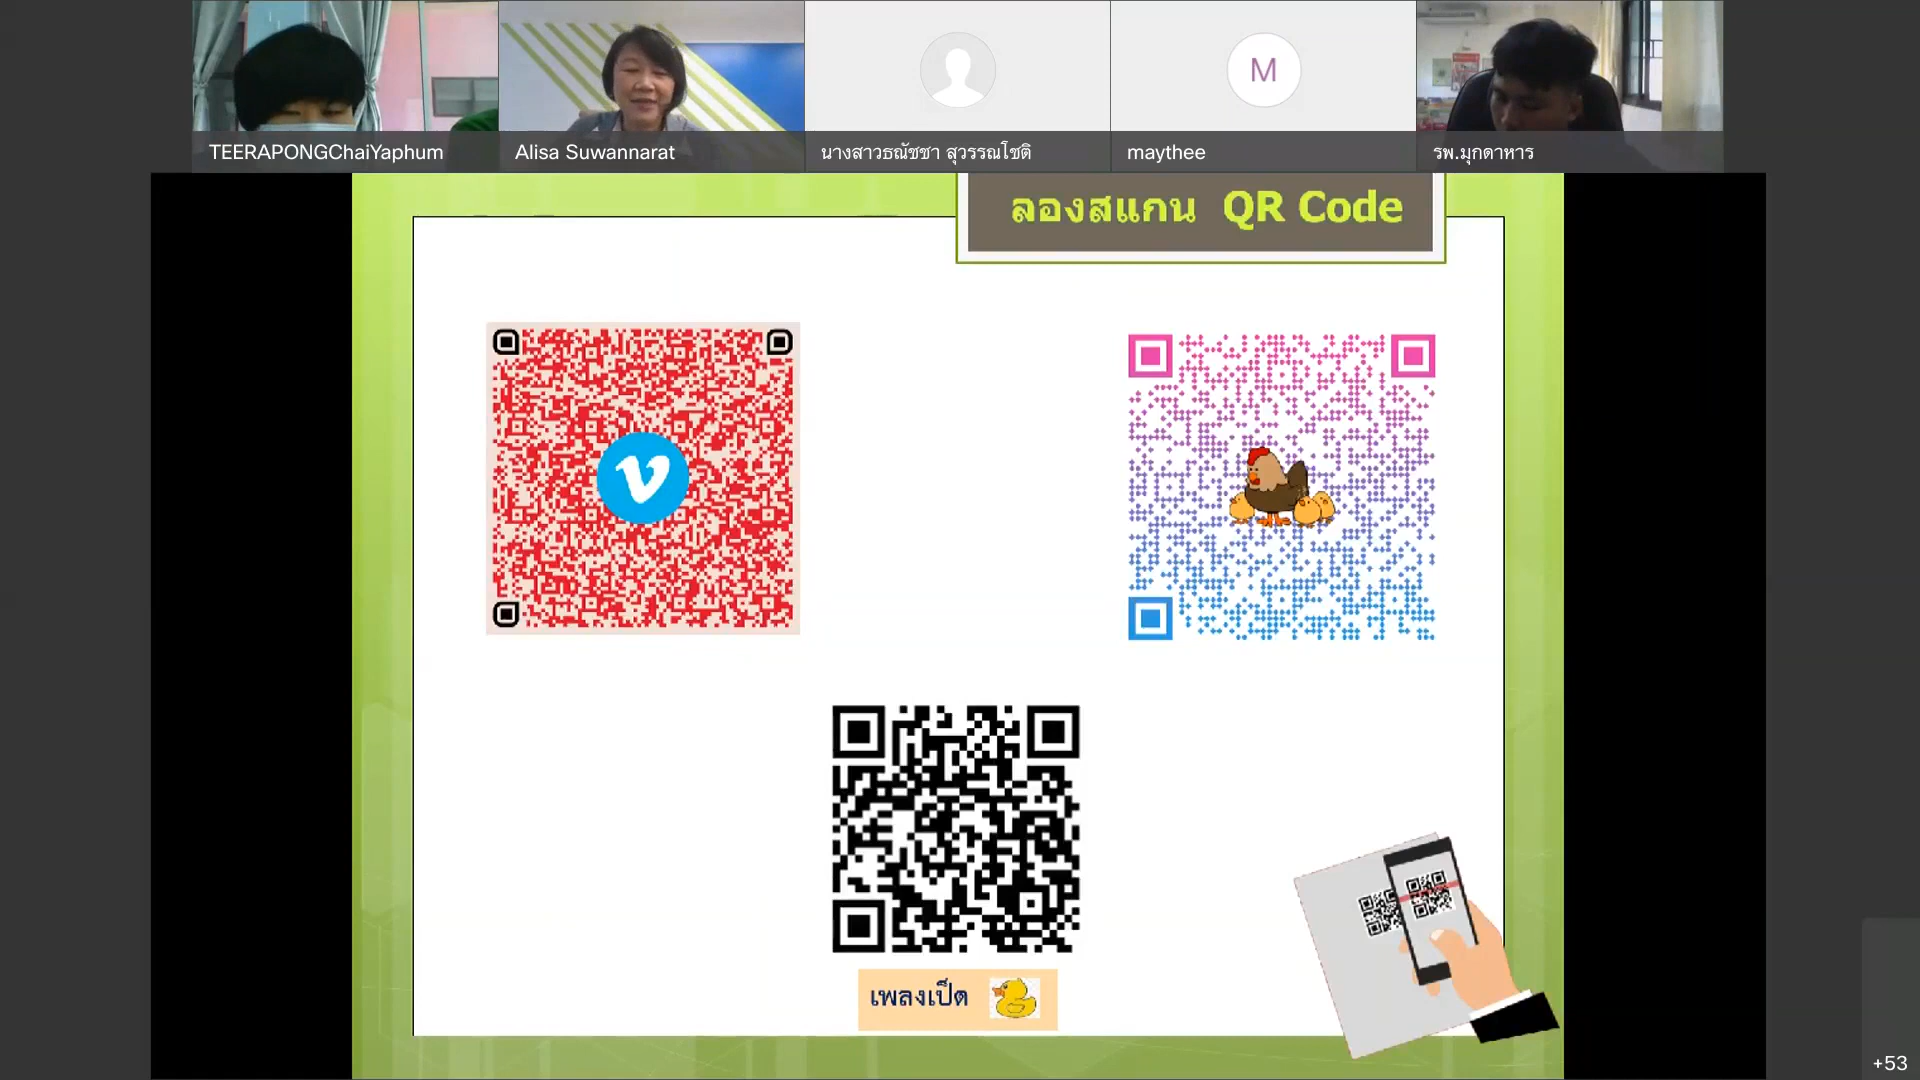 TEERAPONGChaiYaphum
Alisa Suwannarat
นางสาวธณัชชา สุวรรณโชติ
M
maythee
รพ.มุกดาหาร
ลองสแกน QR Code
เพลงเป็ด
+53